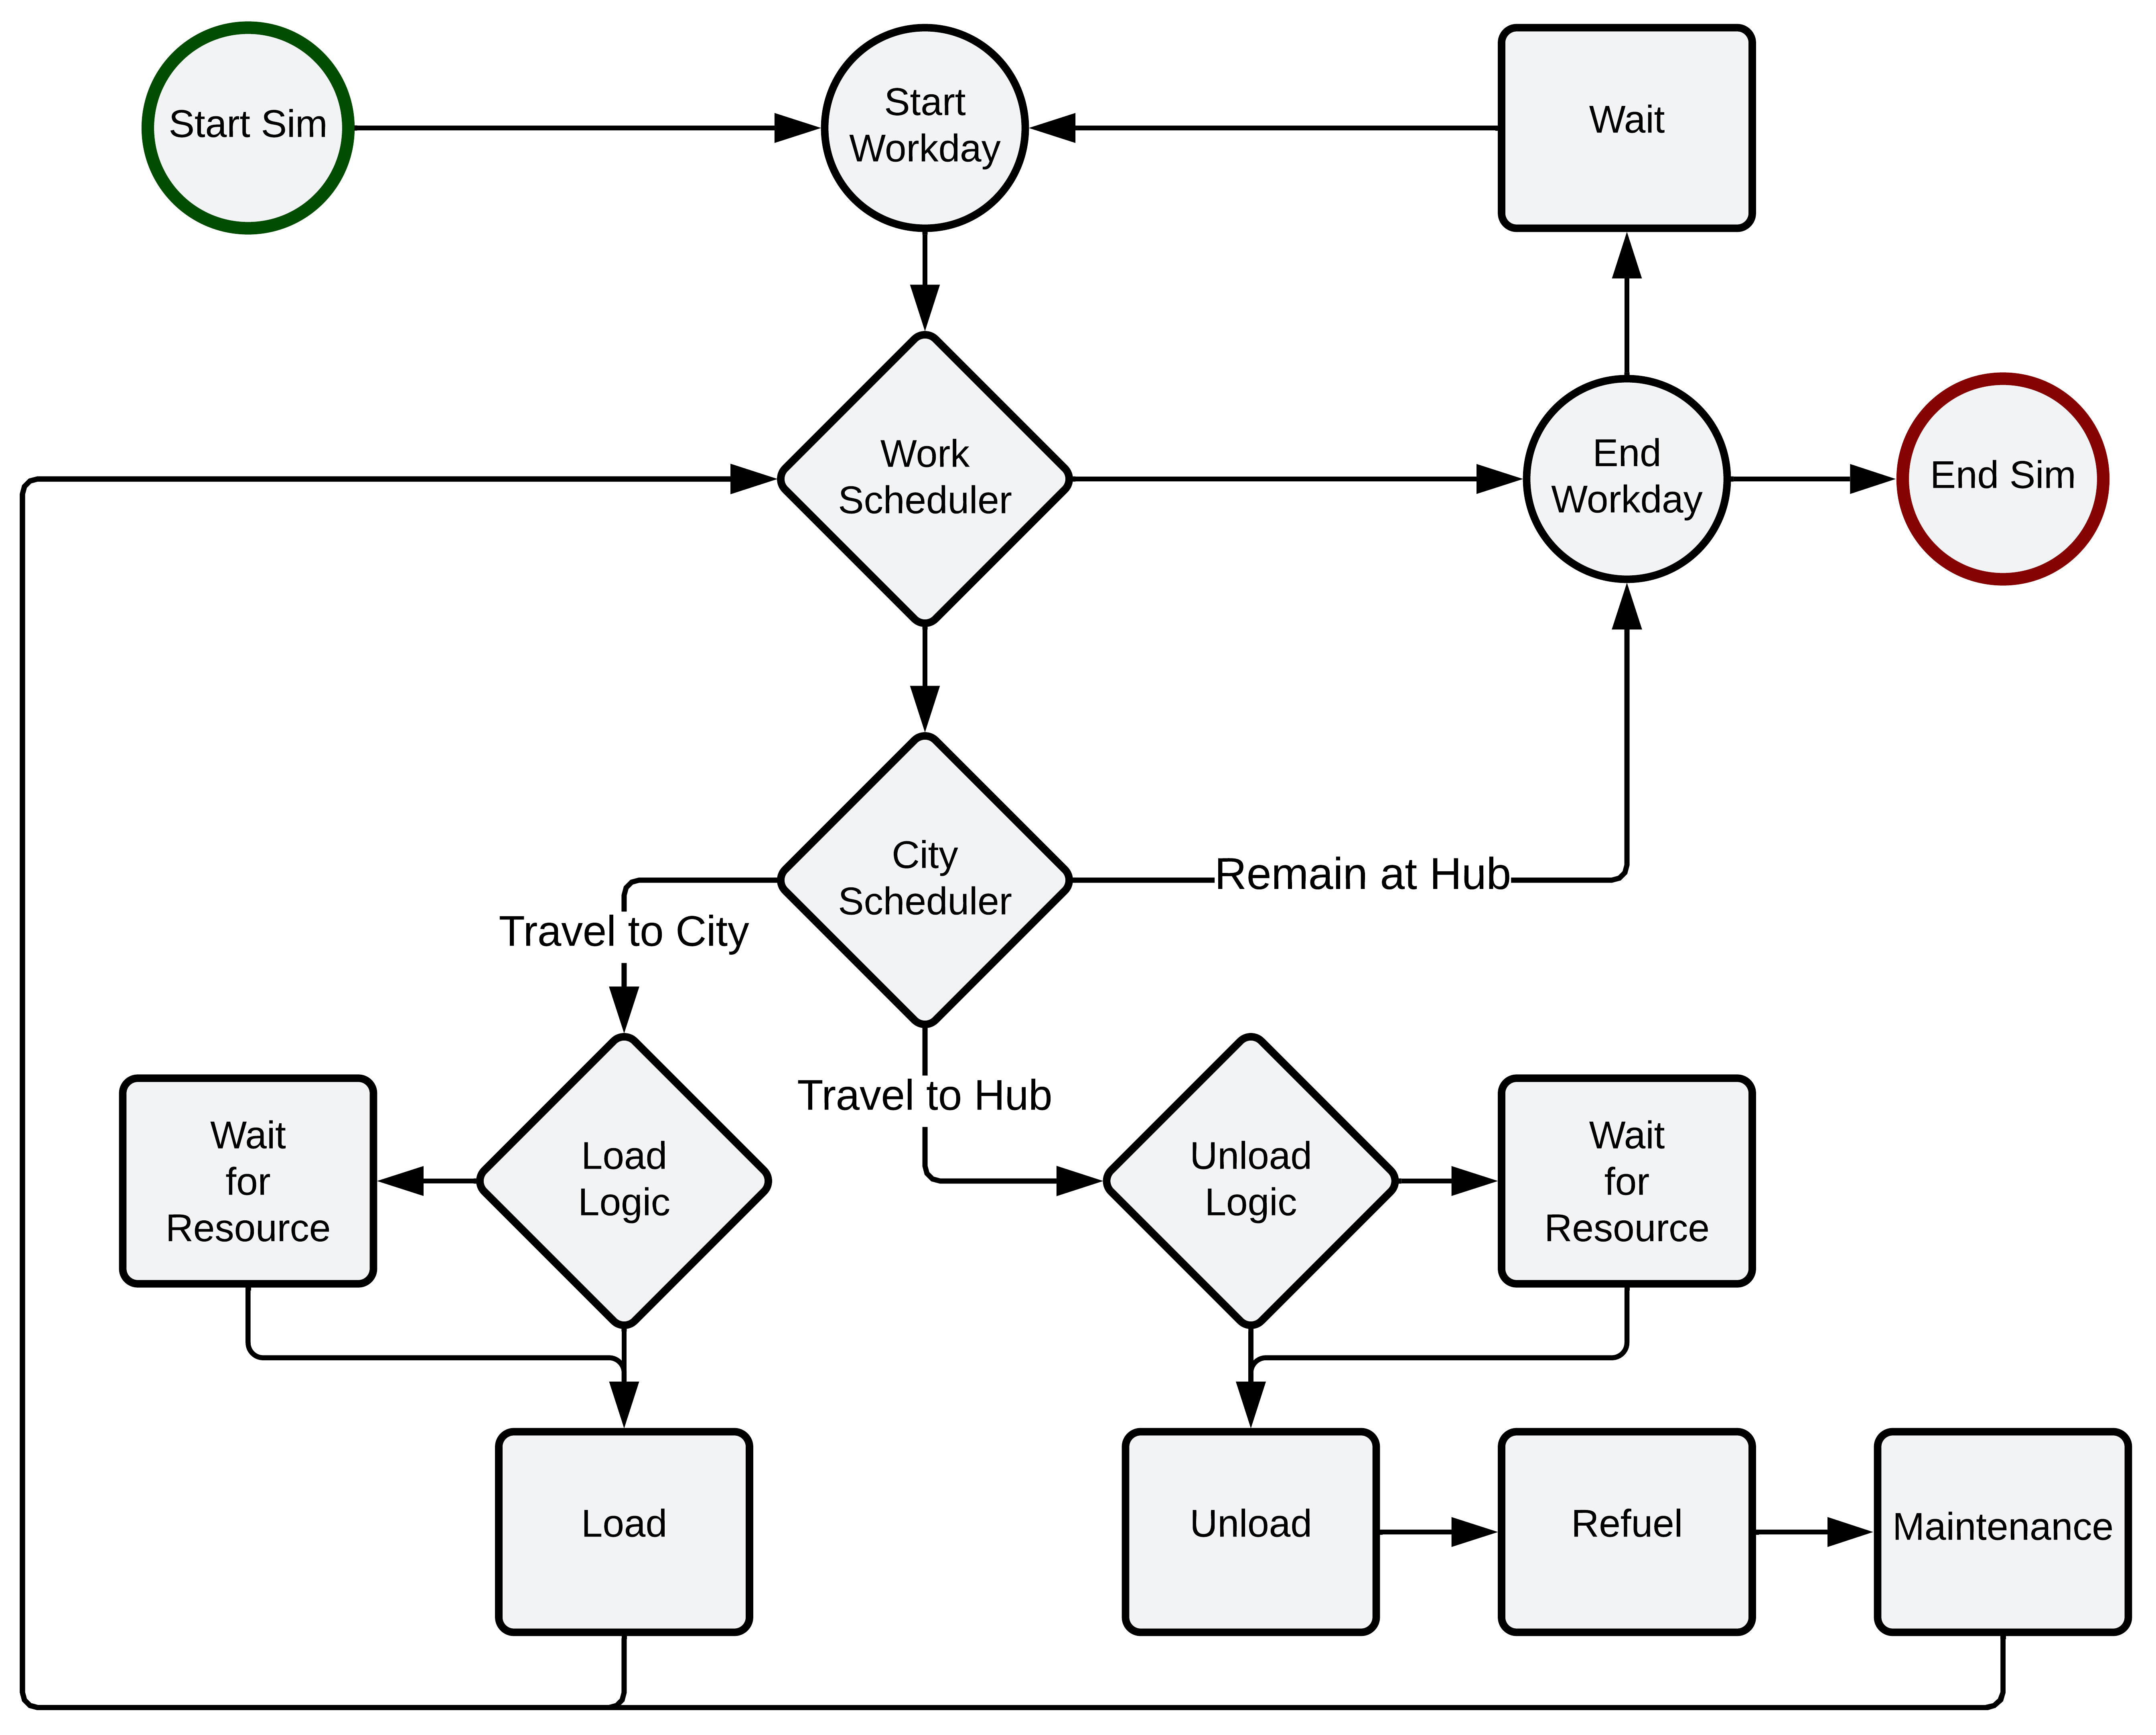 Start Sim
Start
Workday
Wait
Work
Scheduler
End
Workday
End Sim
City
Scheduler
Remain at Hub
Travel to City
Travel to Hub
Wait
for
Resource
Load
Logic
Unload
Logic
Wait
for
Resource
Load
Unload
Refuel
Maintenance